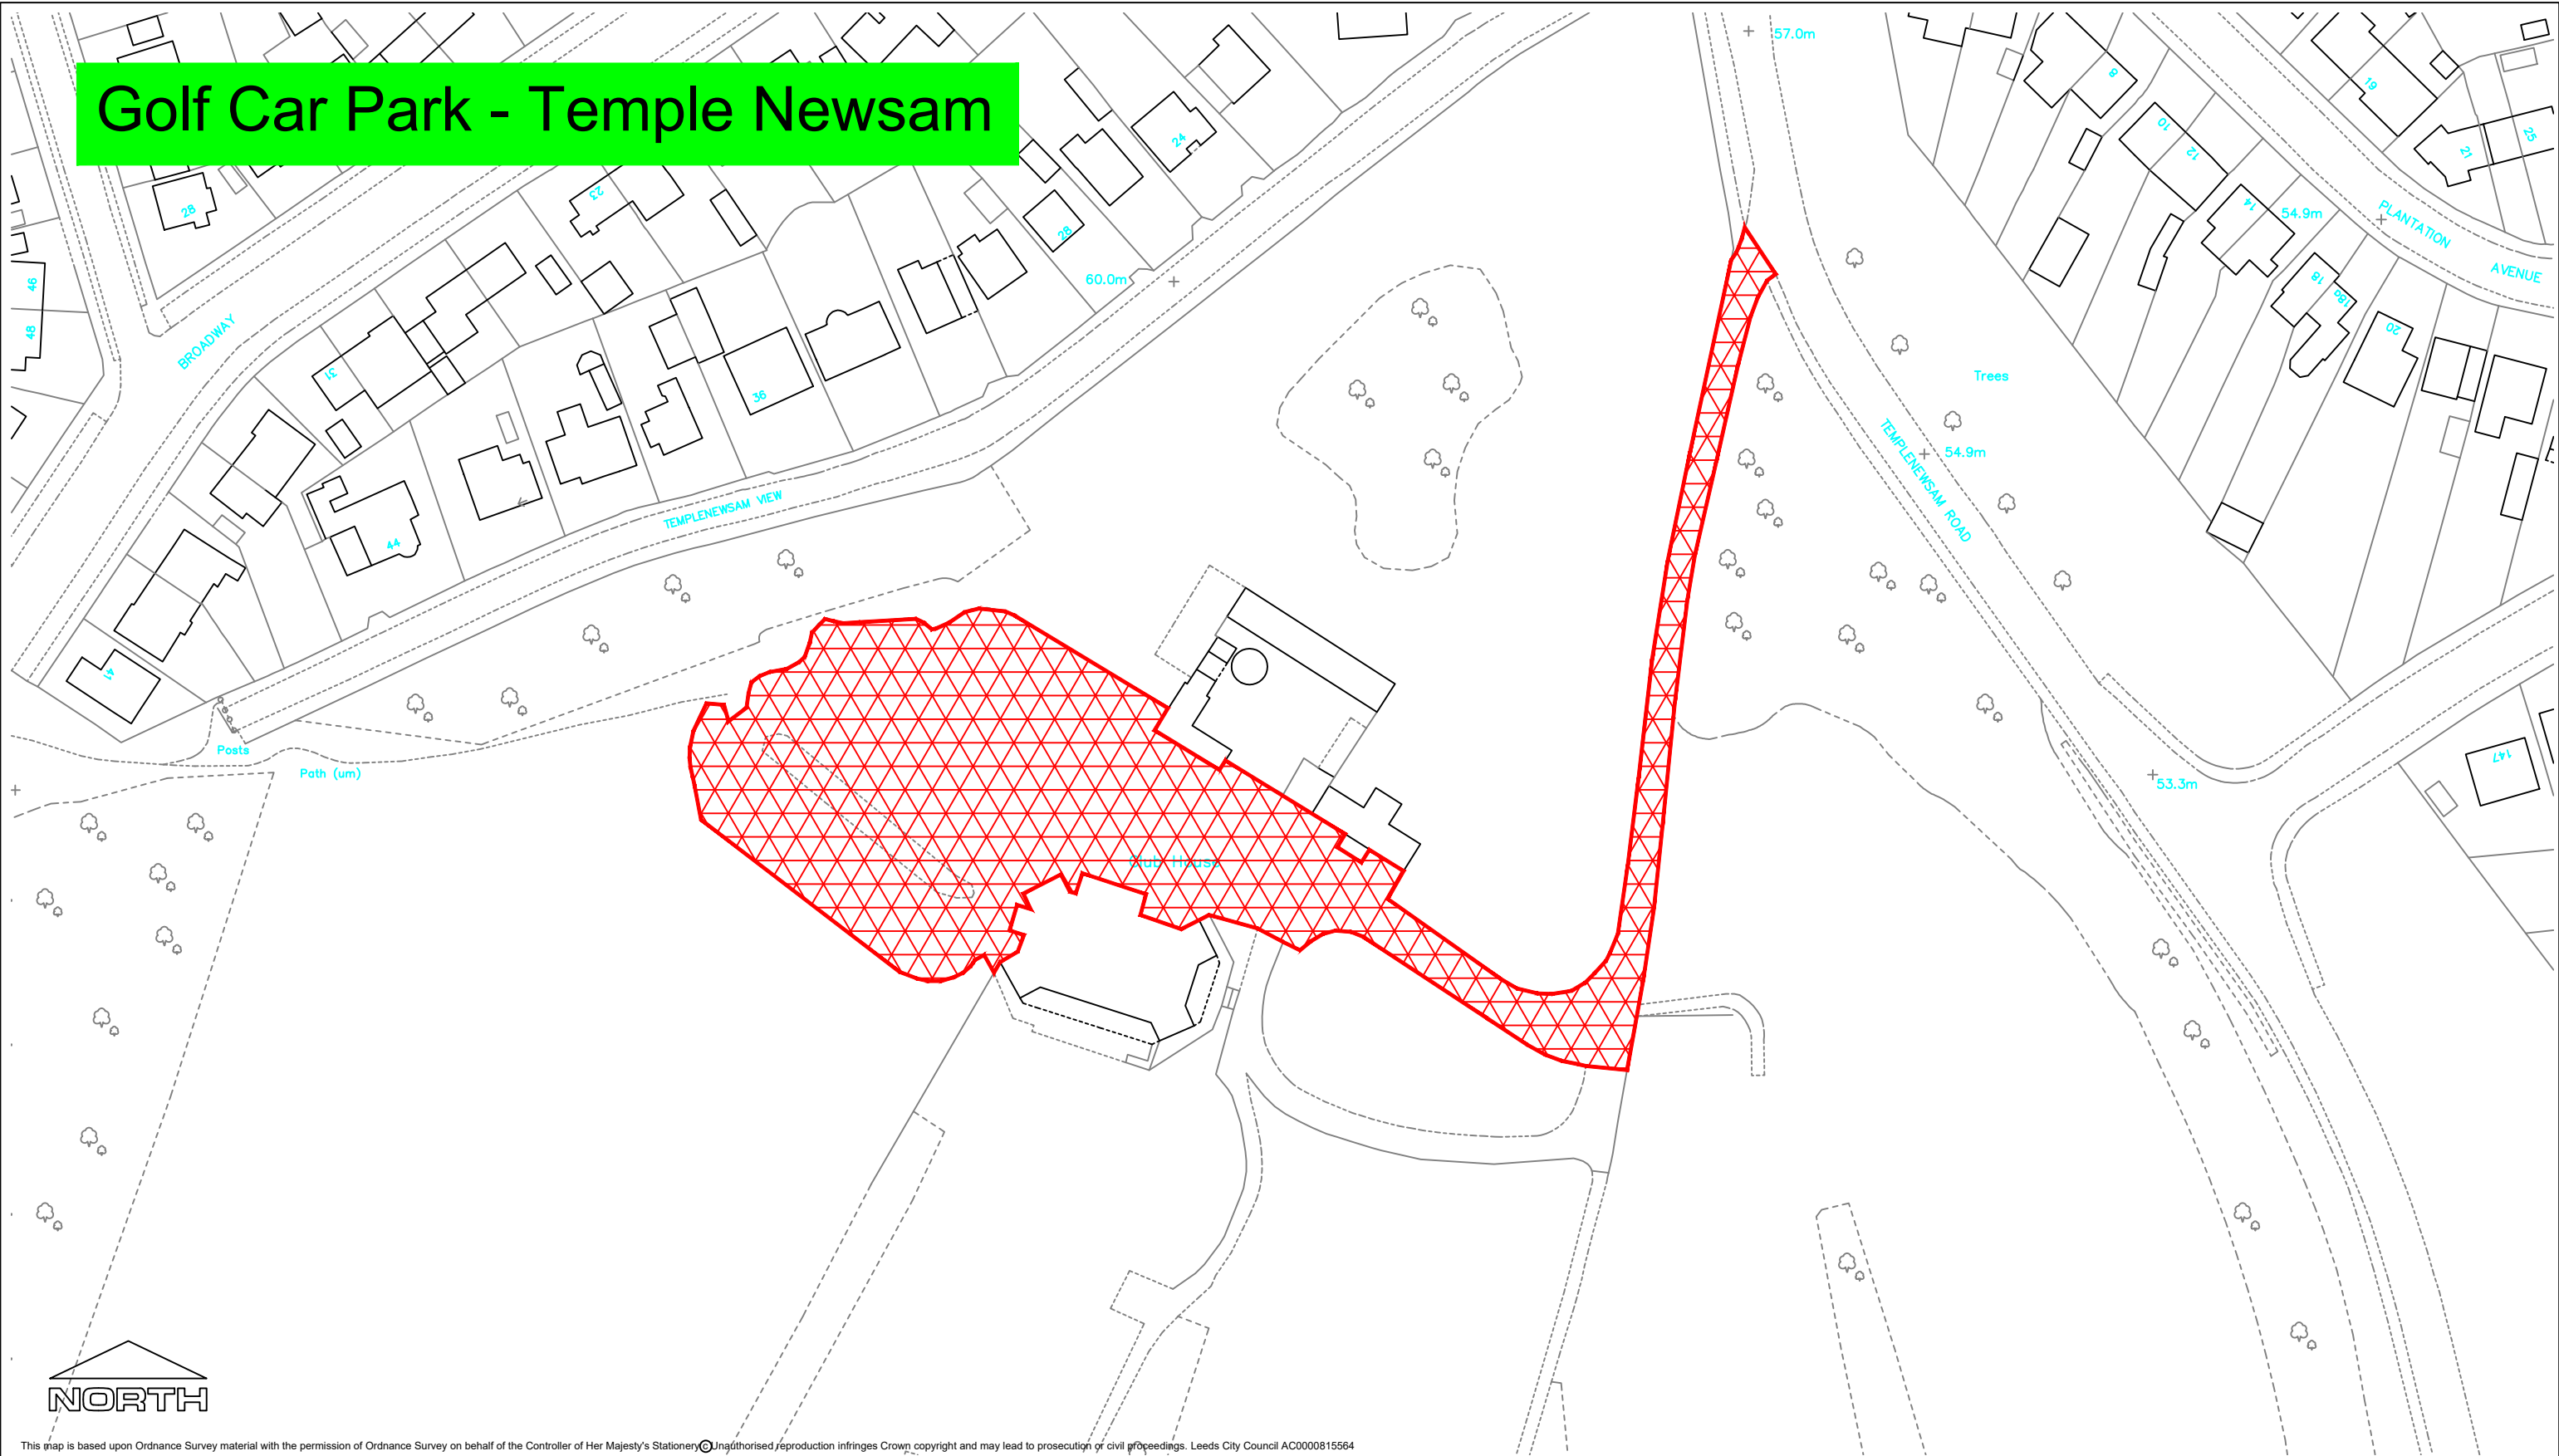 Golf Car Park - Temple Newsam
57.0m
8
19
10
12
21
25
24
23
28
28
14
54.9m
PLANTATION
AVENUE
46
48
60.0m
18
18a
20
BROADWAY
31
36
Trees
54.9m
TEMPLENEWSAM ROAD
TEMPLENEWSAM VIEW
44
41
Posts
Path (um)
147
53.3m
Club House
NORTH
This map is based upon Ordnance Survey material with the permission of Ordnance Survey on behalf of the Controller of Her Majesty's Stationery © Unauthorised reproduction infringes Crown copyright and may lead to prosecution or civil proceedings. Leeds City Council AC0000815564